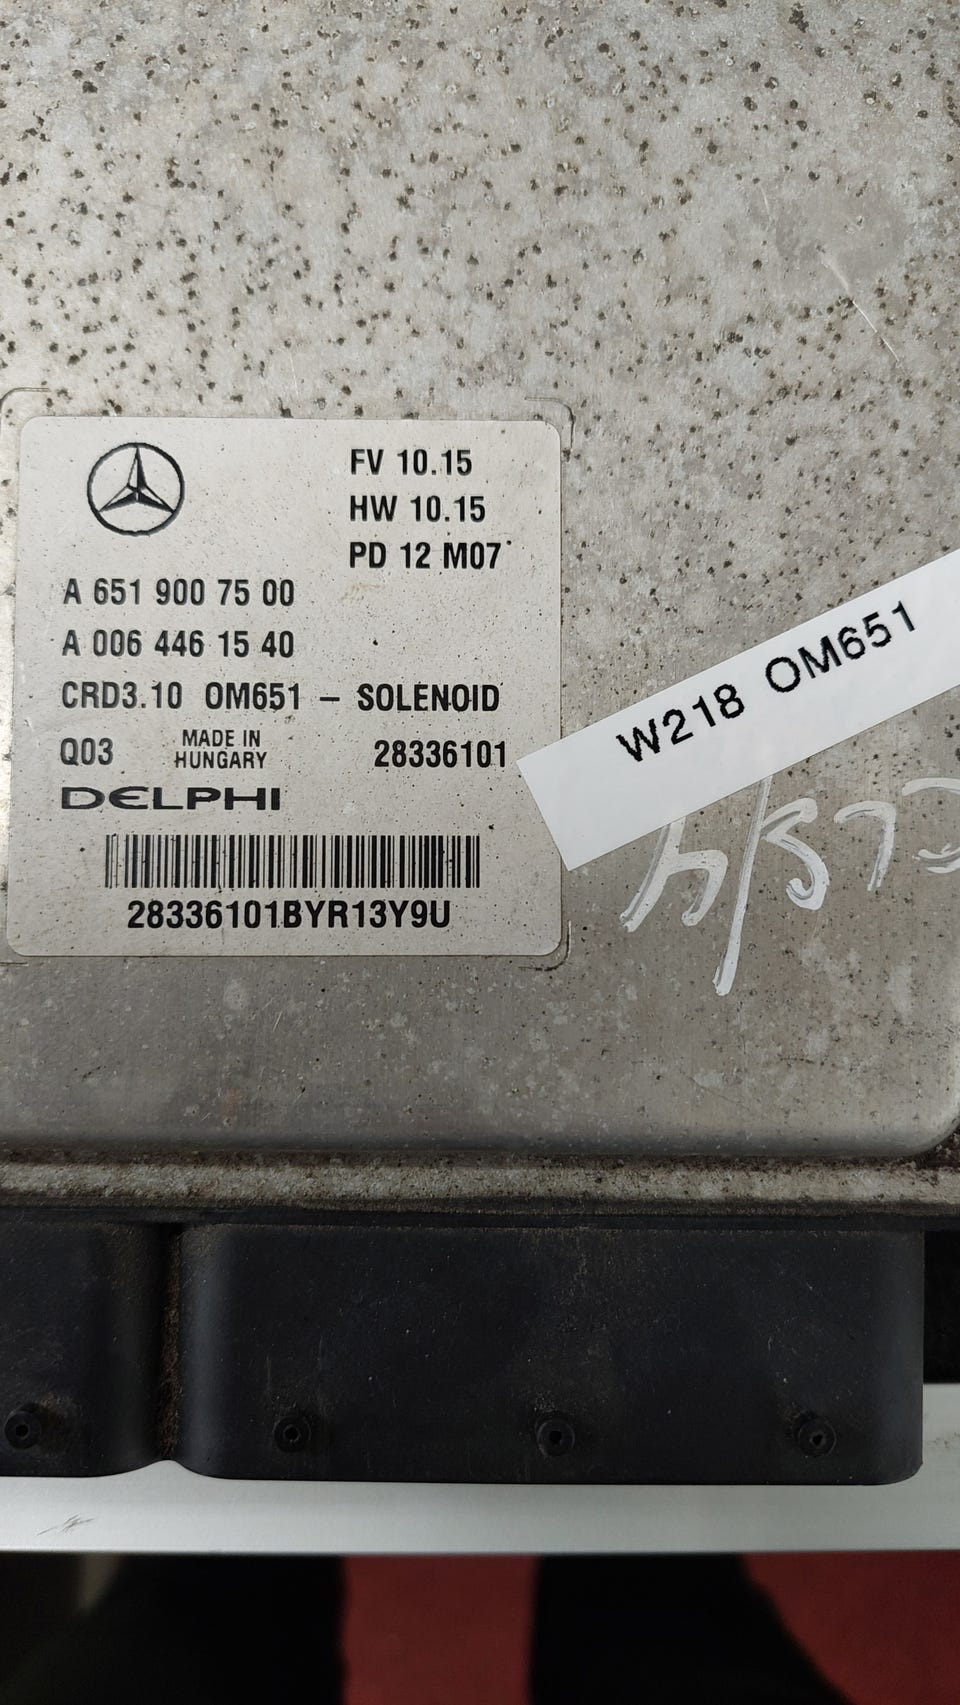 FV 10.15
HW 10.15
PD 12 M07
A 651 900 75 00
A 006 446 15 40
CRD3.10 OM651 – SOLENOID
Q03 MADE IN HUNGARY 28336101
DELPHI
28336101BYR13Y9U
W218 OM651